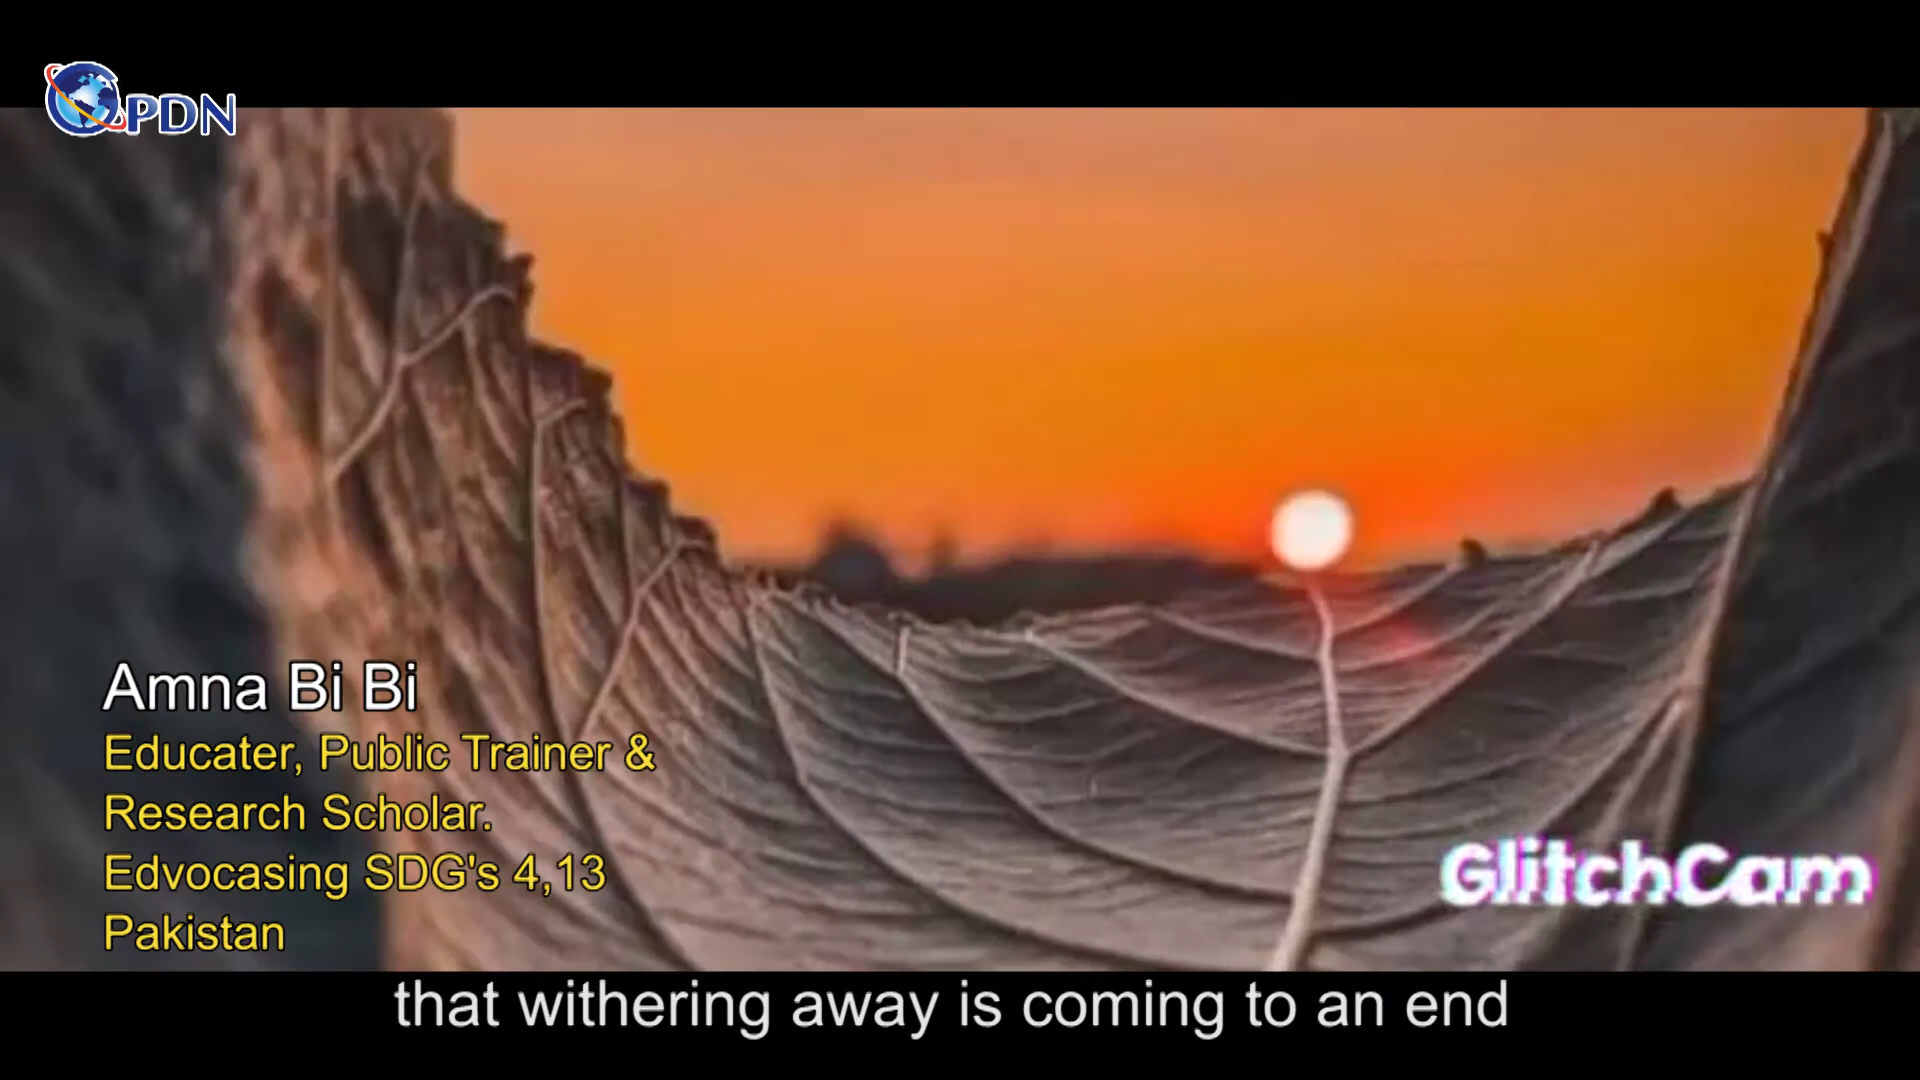 PDN
Amna Bi Bi
Educater, Public Trainer &
Research Scholar.
Edvocasing SDG's 4,13
Pakistan
GlitchCam
that withering away is coming to an end